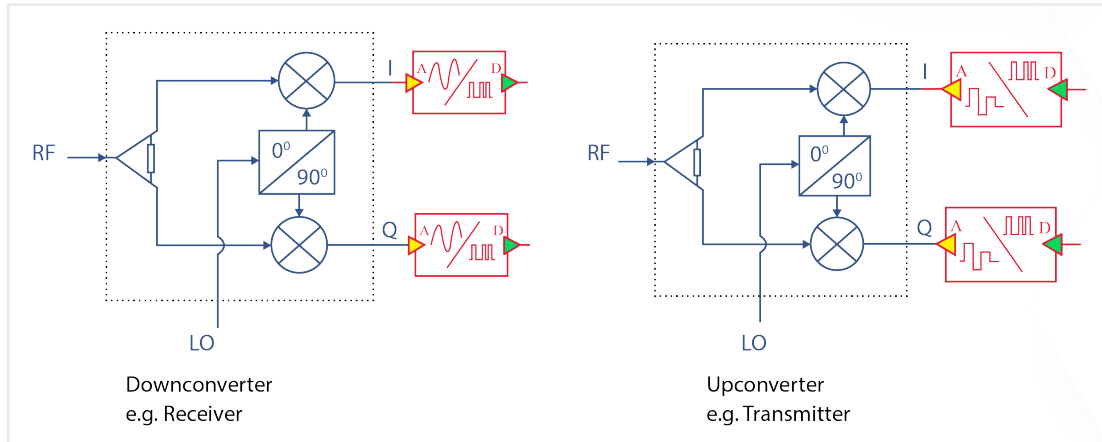 I
A
D
RF
0⁰
90⁰
Q
A
D
LO
Downconverter
e.g. Receiver
I
A
D
RF
0⁰
90⁰
Q
A
D
LO
Upconverter
e.g. Transmitter